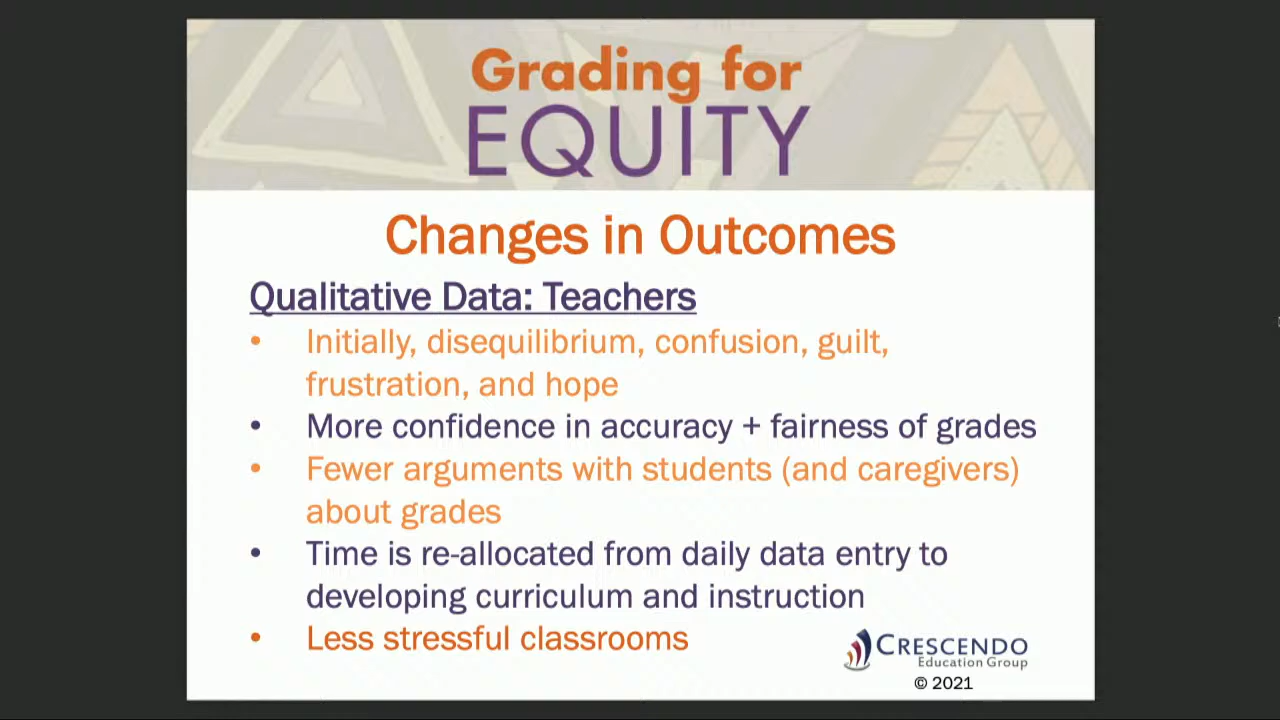 Grading for
EQUITY
Changes in Outcomes
Qualitative Data: Teachers
• Initially, disequilibrium, confusion, guilt,
frustration, and hope
• More confidence in accuracy + fairness of grades
• Fewer arguments with students (and caregivers)
about grades
• Time is re-allocated from daily data entry to
developing curriculum and instruction
• Less stressful classrooms
CRESCENDO
Education Group
© 2021